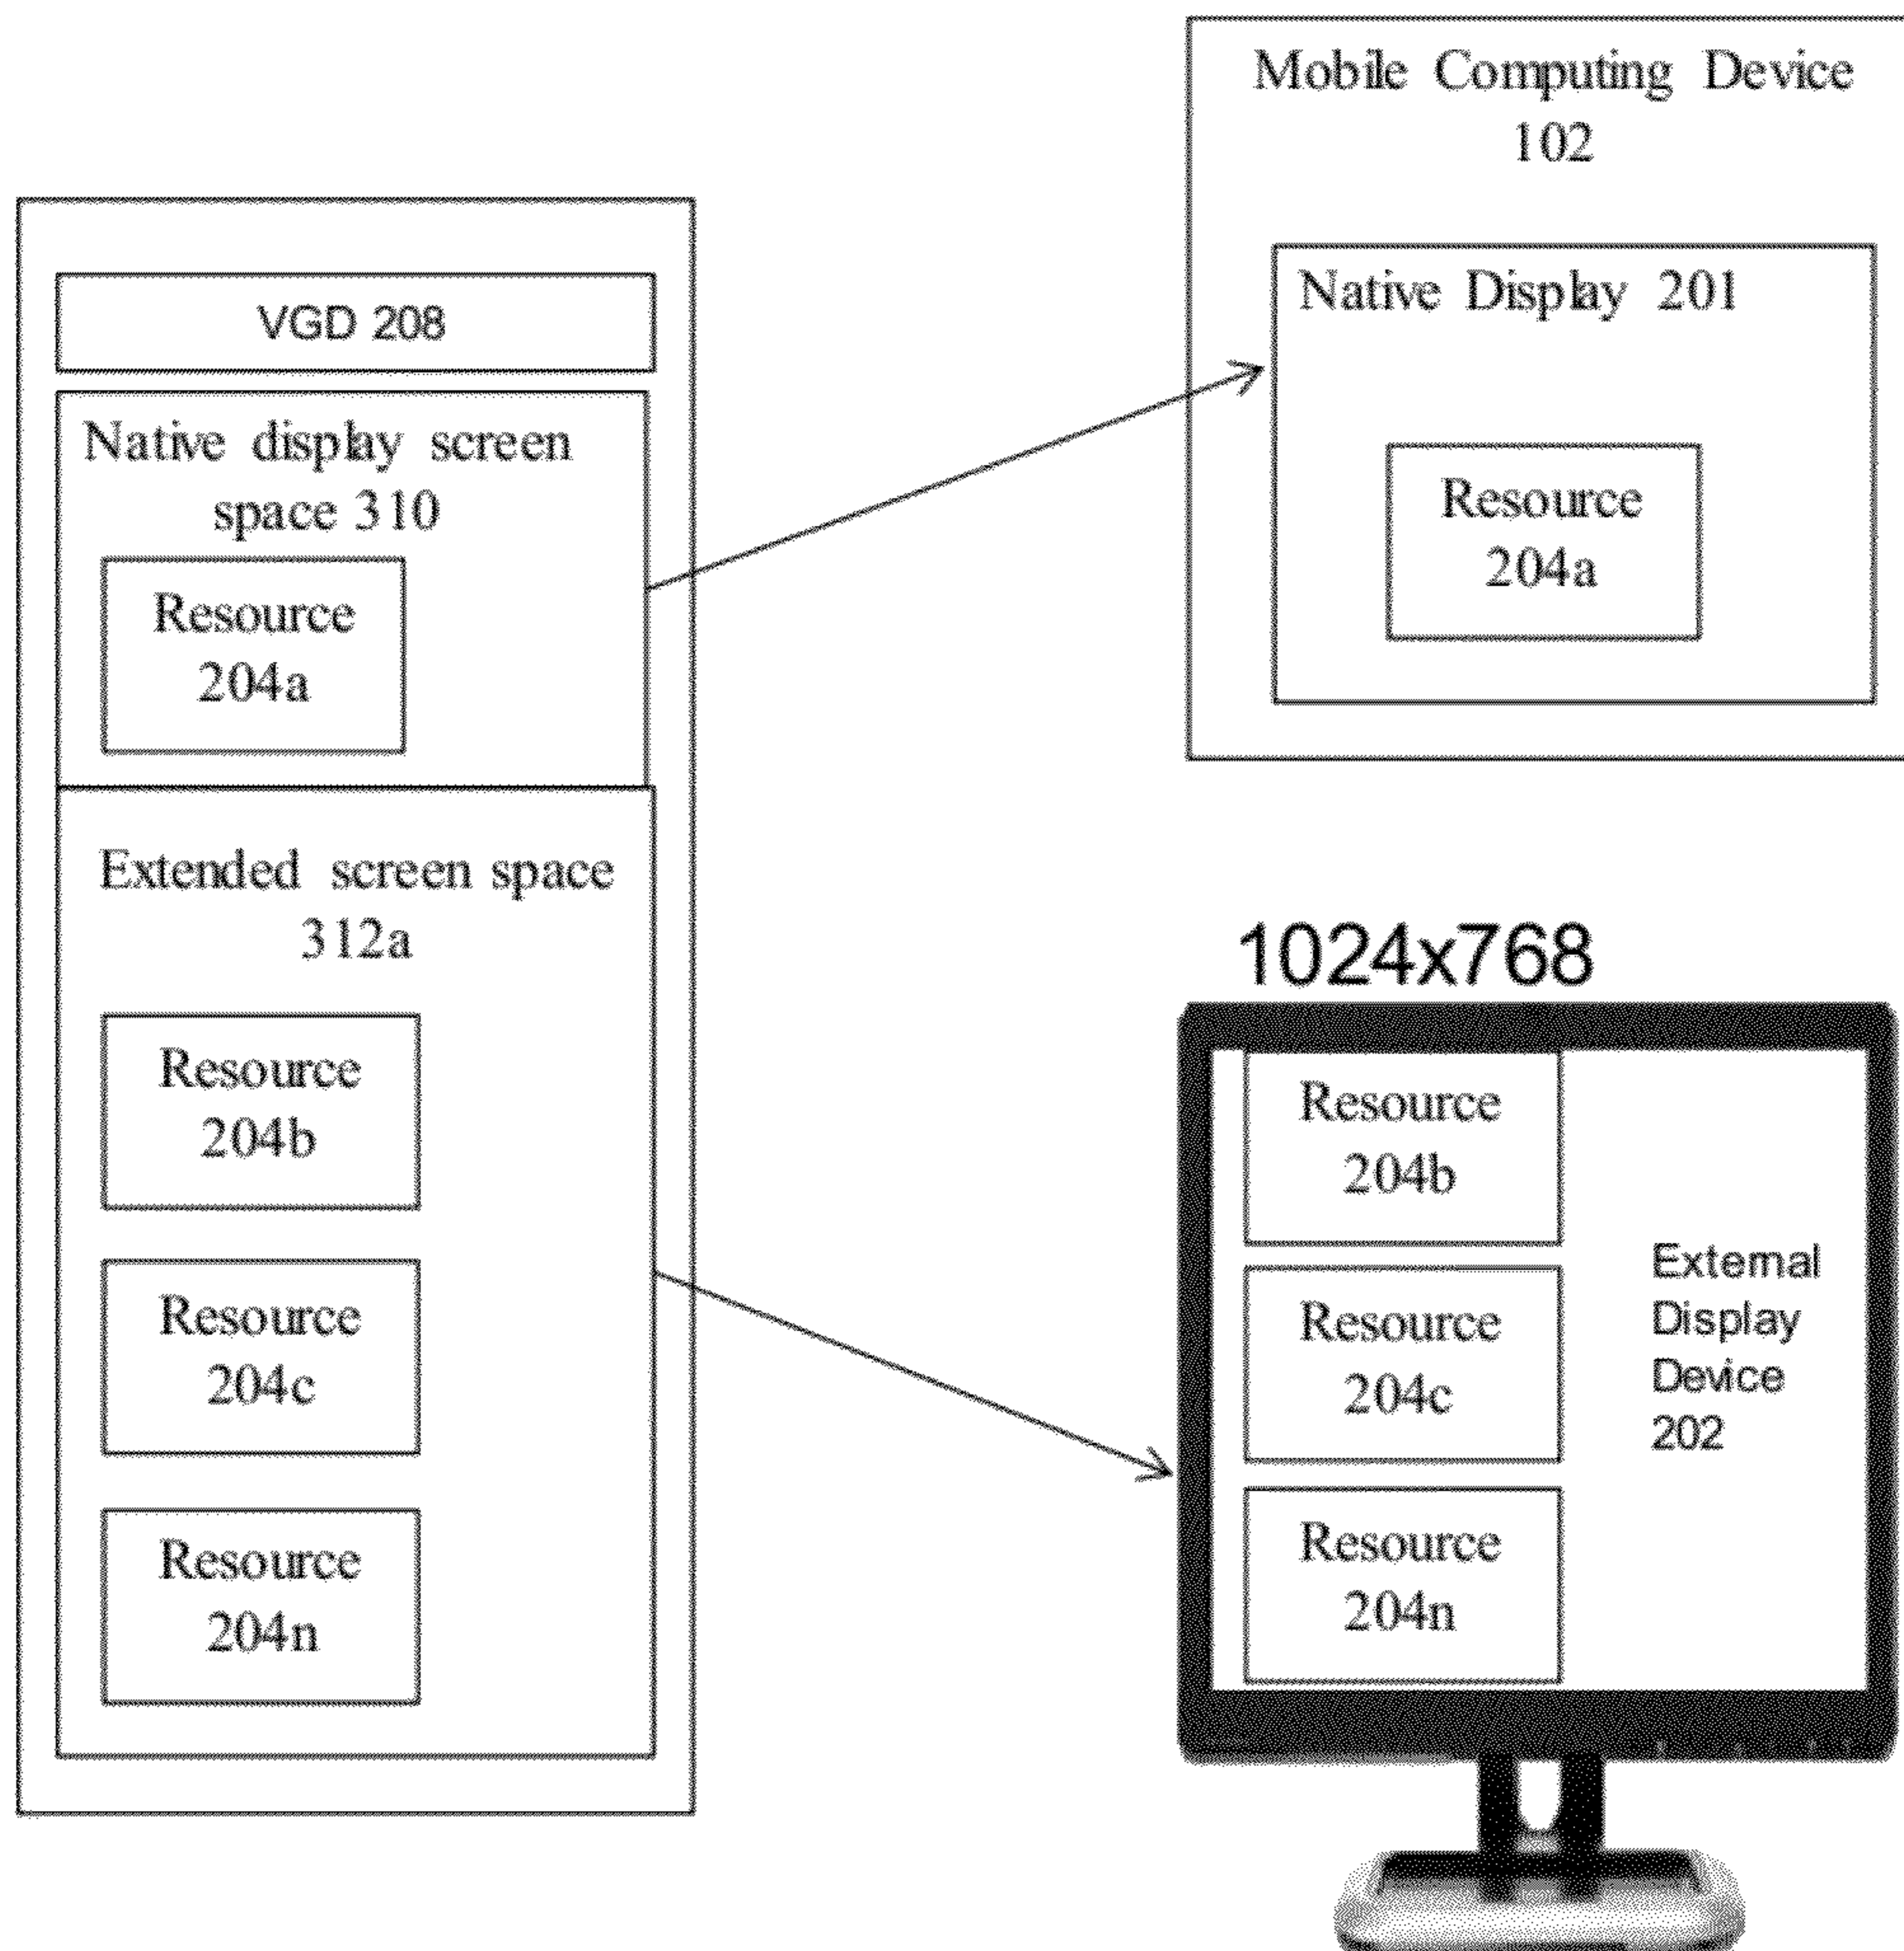 VGD 208
Native display screen
space 310
Resource
204a
Extended screen space
312a
Resource
204b
Resource
204c
Resource
204n
Mobile Computing Device
102
Native Display 201
Resource
204a
1024x768
Resource
204b
Resource
204c
Resource
204n
External
Display
Device
202